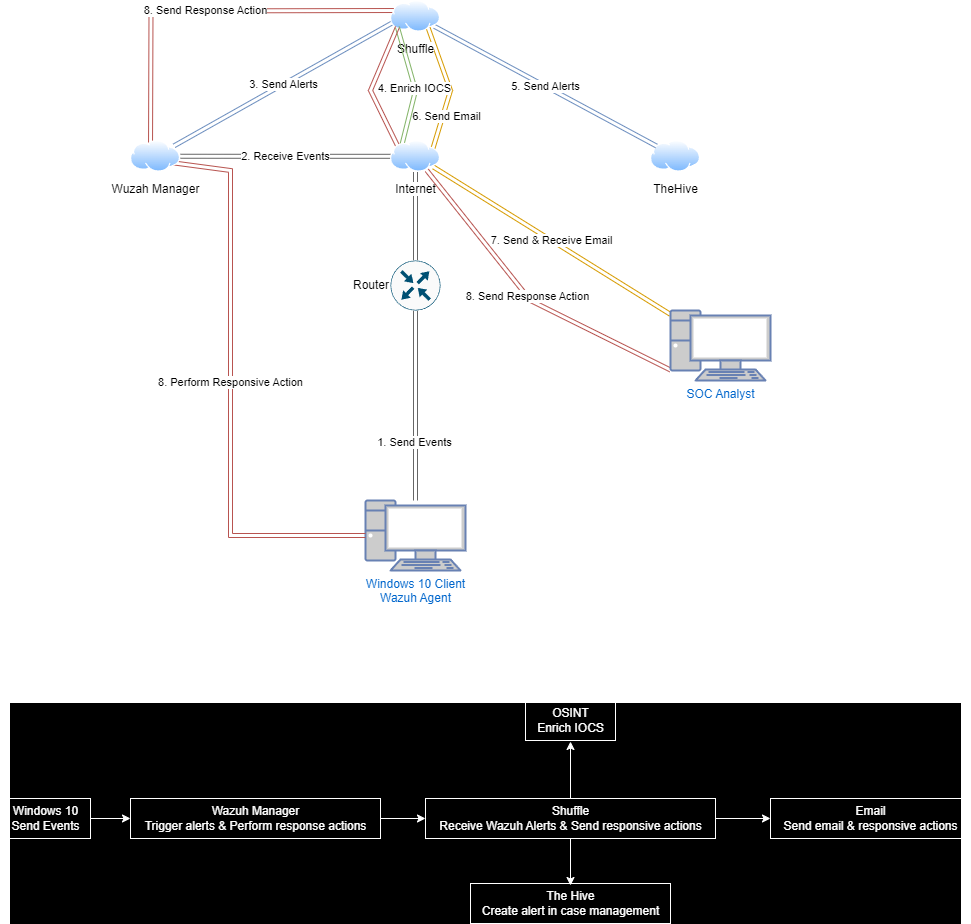 8. Send Response Action
Shuffle
3. Send Alerts
4. Enrich IOCS
5. Send Alerts
6. Send Email
2. Receive Events
Wuzah Manager
Internet
TheHive
7. Send & Receive Email
Router
8. Send Response Action
SOC Analyst
8. Perform Responsive Action
1. Send Events
Windows 10 Client
Wazuh Agent
OSINT
Enrich IOCS
Windows 10
Send Events
Wazuh Manager
Trigger alerts & Perform response actions
Shuffle
Receive Wazuh Alerts & Send responsive actions
Email
Send email & responsive actions
The Hive
Create alert in case management